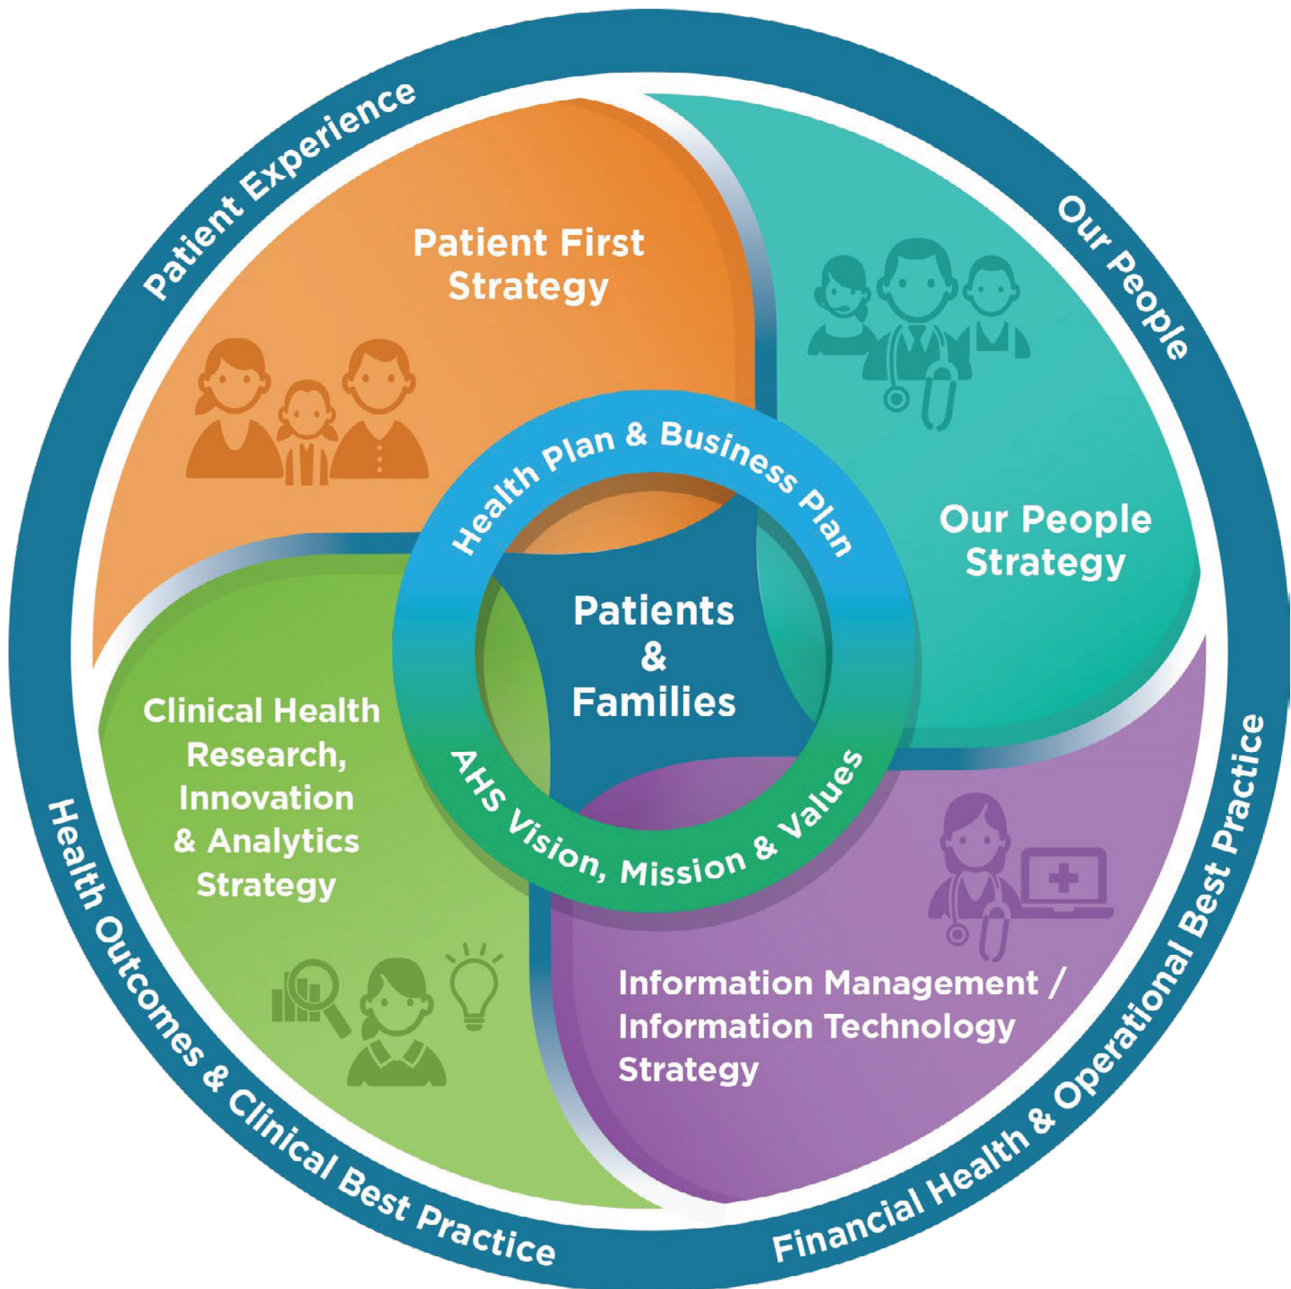 Patient Experience
Our People
Patient First
Strategy
Our People
Strategy
Health Plan & Business Plan
Patients
&
Families
AHS Vision, Mission & Values
Clinical Health
Research,
Innovation
& Analytics
Strategy
Information Management /
Information Technology
Strategy
Health Outcomes & Clinical Best Practice
Financial Health & Operational Best Practice